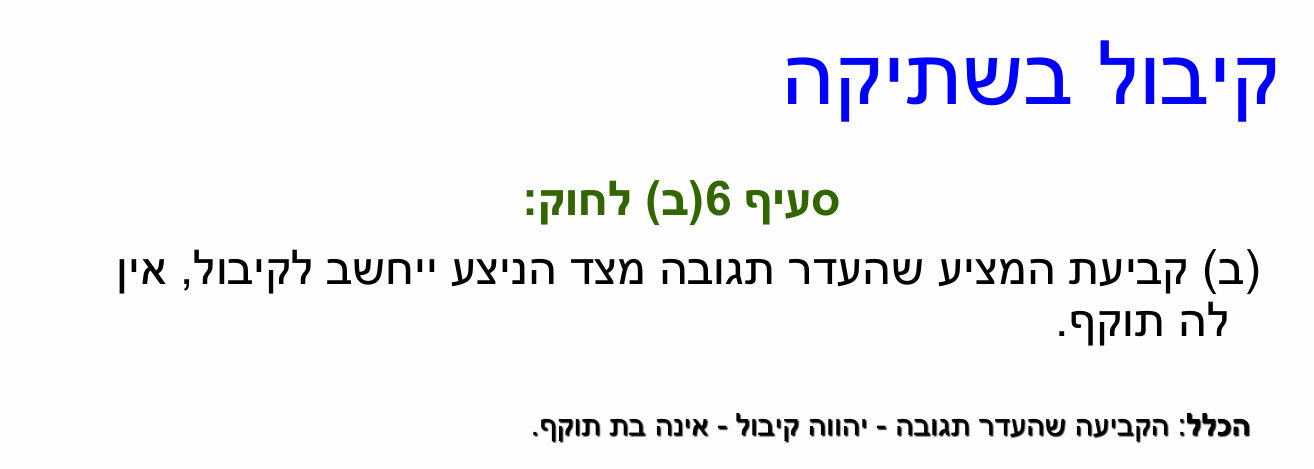 קיבול בשתיקה
סעיף 6(ב) לחוק:
(ב) קביעת המציע שהעדר תגובה מצד הניצע ייחשב לקיבול, אין
לה תוקף.
הכלל: הקביעה שהעדר תגובה - יהווה קיבול - אינה בת תוקף.